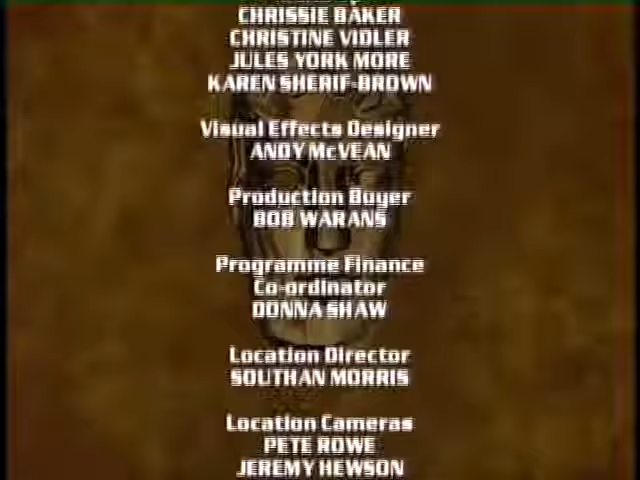 CHRISSIE BAKER
CHRISTINE VIDLER
JULES YORK MORE
KAREN SHERIF-BROWN
Visual Effects Designer
ANDY McVEAN
Production Buyer
BOB WARANS
Programme Finance
Co-ordinator
DONNA SHAW
Location Director
SOUTHAN MORRIS
Location Cameras
PETE ROWE
JEREMY HEWSON